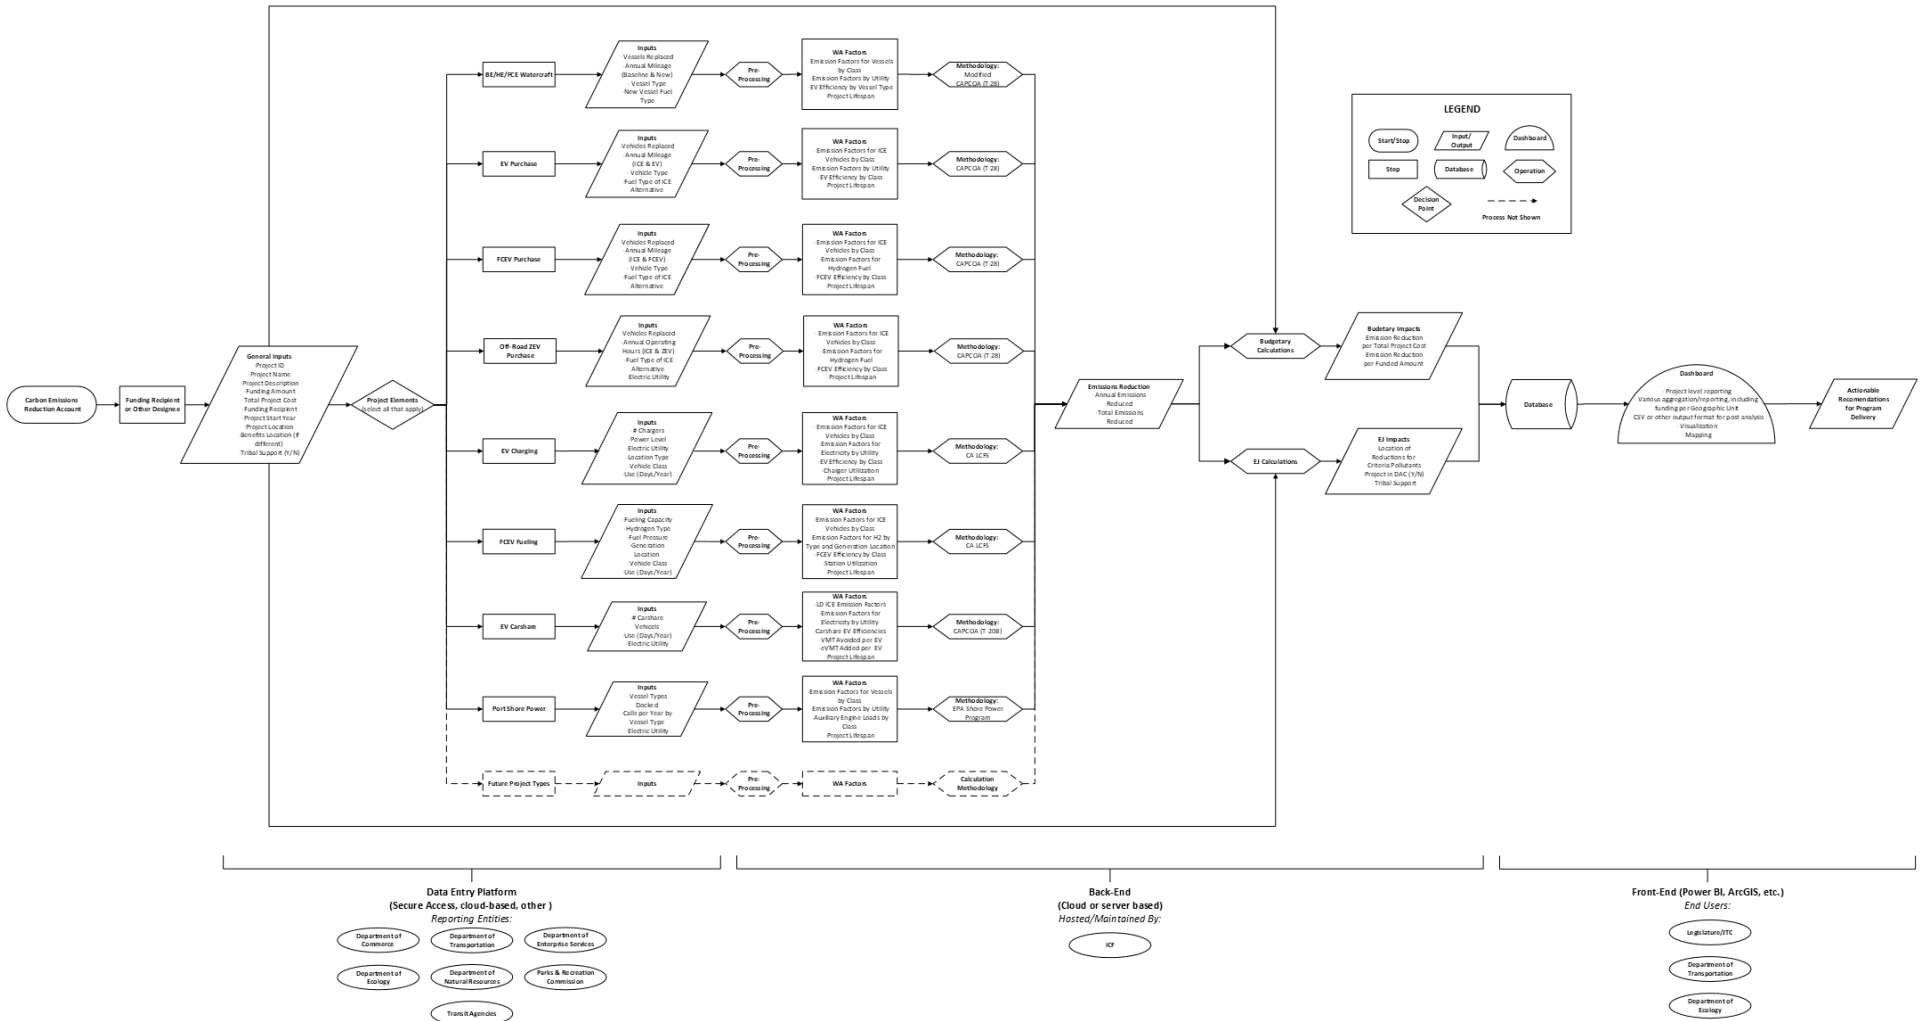 BE/HE/FCE Watercraft
Inputs
Vessels Replaced
Annual Mileage
(Baseline & New)
Vessel Type
New Vessel Fuel
Type
Pre-
Processing
WA Factors
Emission Factors for Vessels
by Class
Emission Factors by Utility
EV Efficiency by Vessel Type
Project Lifespan
Methodology:
Modified
CAPCOA (T-28)
EV Purchase
Inputs
Vehicles Replaced
Annual Mileage
(ICE & EV)
Vehicle Type
Fuel Type of ICE
Alternative
Pre-
Processing
WA Factors
Emission Factors for ICE
Vehicles by Class
Emission Factors by Utility
EV Efficiency by Class
Project Lifespan
Methodology:
CAPCOA (T-28)
FCEV Purchase
Inputs
Vehicles Replaced
Annual Mileage
(ICE & FCEV)
Vehicle Type
Fuel Type of ICE
Alternative
Pre-
Processing
WA Factors
Emission Factors for ICE
Vehicles by Class
Emission Factors for
Hydrogen Fuel
FCEV Efficiency by Class
Project Lifespan
Methodology:
CAPCOA (T-28)
Off-Road ZEV
Purchase
Inputs
Vehicles Replaced
Annual Operating
Hours (ICE & ZEV)
Fuel Type of ICE
Alternative
Electric Utility
Pre-
Processing
WA Factors
Emission Factors for ICE
Vehicles by Class
Emission Factors for
Hydrogen Fuel
FCEV Efficiency by Class
Project Lifespan
Methodology:
CAPCOA (T-28)
EV Charging
Inputs
# Chargers
Power Level
Electric Utility
Location Type
Vehicle Class
Use (Days/Year)
Pre-
Processing
WA Factors
Emission Factors for ICE
Vehicles by Class
Emission Factors for
Electricity by Utility
EV Efficiency by Class
Charger Utilization
Project Lifespan
Methodology:
CA LCFS
FCEV Fueling
Inputs
Fueling Capacity
Hydrogen Type
Fuel Pressure
Generation
Location
Vehicle Class
Use (Days/Year)
Pre-
Processing
WA Factors
Emission Factors for ICE
Vehicles by Class
Emission Factors for H2 by
Type and Generation Location
FCEV Efficiency by Class
Station Utilization
Project Lifespan
Methodology:
CA LCFS
EV Carshare
Inputs
# Carshare
Vehicels
Use (Days/Year)
Electric Utility
Pre-
Processing
WA Factors
LD ICE Emission Factors
Emission Factors for
Electricity by Utility
Carshare EV Efficiencies
VMT Avoided per EV
eVMT Added per EV
Project Lifespan
Methodology:
CAPCOA (T-20B)
Port Shore Power
Inputs
Vessel Types
Docked
Calls per Year by
Vessel Type
Electric Utility
Pre-
Processing
WA Factors
Emission Factors for Vessels
by Class
Emission Factors by Utility
Auxiliary Engine Loads by
Class
Project Lifespan
Methodology:
EPA Shore Power
Program
Future Project Types
Inputs
Pre-
Processing
WA Factors
Calculation
Methodology
Carbon Emissions
Reduction Account
Funding Recipient
or Other Designee
General Inputs
Project ID
Project Name
Project Description
Funding Amount
Total Project Cost
Funding Recipient
Project Start Year
Project Location
Benefits Location (If
different)
Tribal Support (Y/N)
Project Elements
(select all that apply)
Emissions Reduction
Annual Emissions
Reduced
Total Emissions
Reduced
Budgetary
Calculations
Budetary Impacts
Emission Reduction
per Total Project Cost
Emission Reduction
per Funded Amount
EJ Calculations
EJ Impacts
Location of
Reductions for
Criteria Pollutants
Project in DAC (Y/N)
Tribal Support
Database
Dashboard
Project level reporting
Various aggregation/reporting, including
funding per Geographic Unit
CSV or other output format for post analysis
Visualization
Mapping
Actionable
Recomendations
for Program
Delivery
LEGEND
Start/Stop
Input/
Output
Dashboard
Step
Database
Operation
Decision
Point
Process Not Shown
Data Entry Platform
(Secure Access, cloud-based, other )
Reporting Entities:
Department of
Commerce
Department of
Transportation
Department of
Enterprise Services
Department of
Ecology
Department of
Natural Resources
Parks & Recreation
Commission
Transit Agencies
Back-End
(Cloud or server based)
Hosted/Maintained By:
ICF
Front-End (Power BI, ArcGIS, etc.)
End Users:
Legislature/JTC
Department of
Transportation
Department of
Ecology